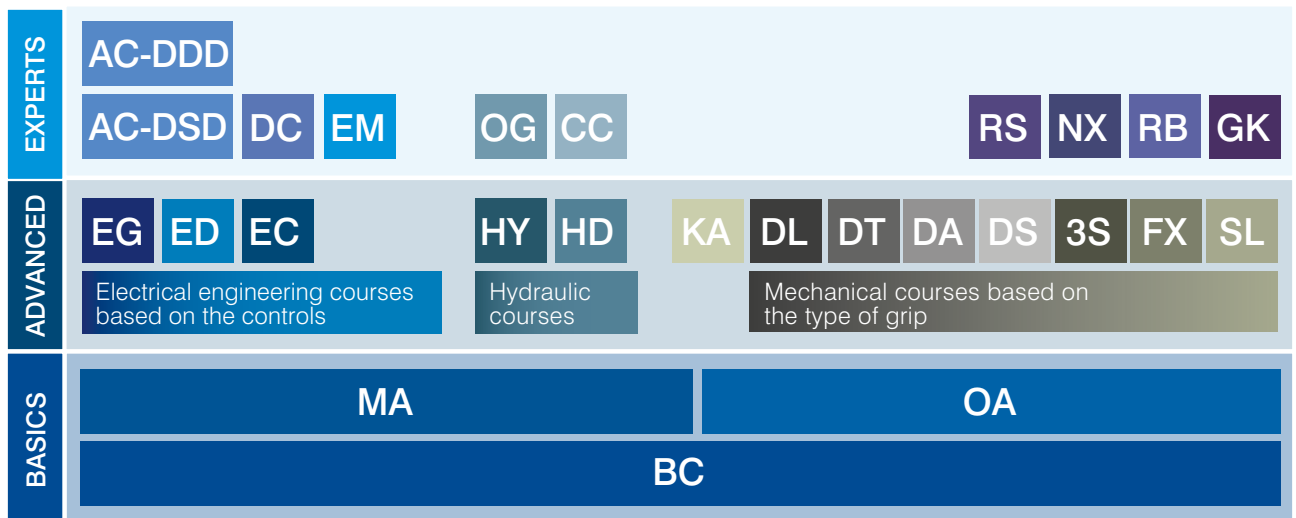 EXPERTS
AC-DDD
AC-DSD DC EM OG CC RS NX RB GK
ADVANCED
EG ED EC HY HD KA DL DT DA DS 3S FX SL
Electrical engineering courses
based on the controls
Hydraulic
courses
Mechanical courses based on
the type of grip
BASICS
MA OA
BC